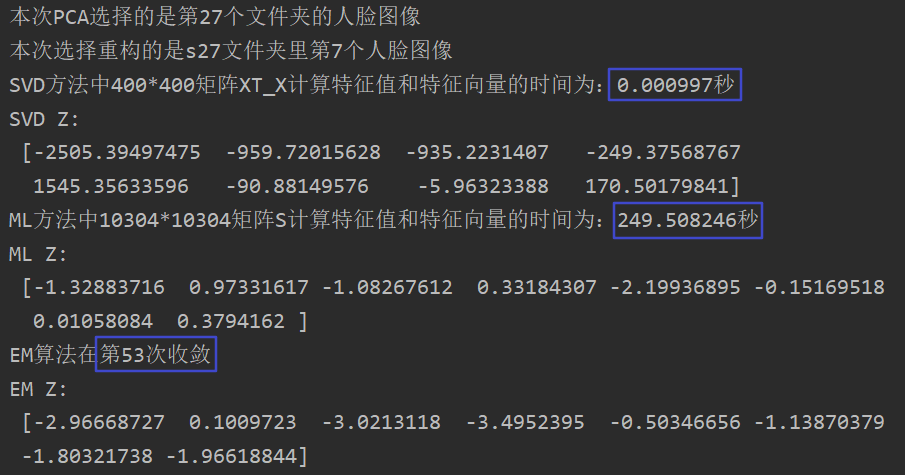 本次PCA选择的是第27个文件夹的人脸图像
本次选择重构的是s27文件夹里第7个人脸图像
SVD方法中400*400矩阵XT_X计算特征值和特征向量的时间为：0.000997秒
SVD Z:
[-2505.39497475 -959.72015628 -935.2231407 -249.37568767
1545.35633596 -90.88149576 -5.96323388 170.50179841]
ML方法中10304*10304矩阵S计算特征值和特征向量的时间为：249.508246秒
ML Z:
[-1.32883716 0.97331617 -1.08267612 0.33184307 -2.19936895 -0.15169518
0.01058084 0.3794162 ]
EM算法在第53次收敛
EM Z:
[-2.96668727 0.1009723 -3.0213118 -3.4952395 -0.50346656 -1.13870379
-1.80321738 -1.96618844]